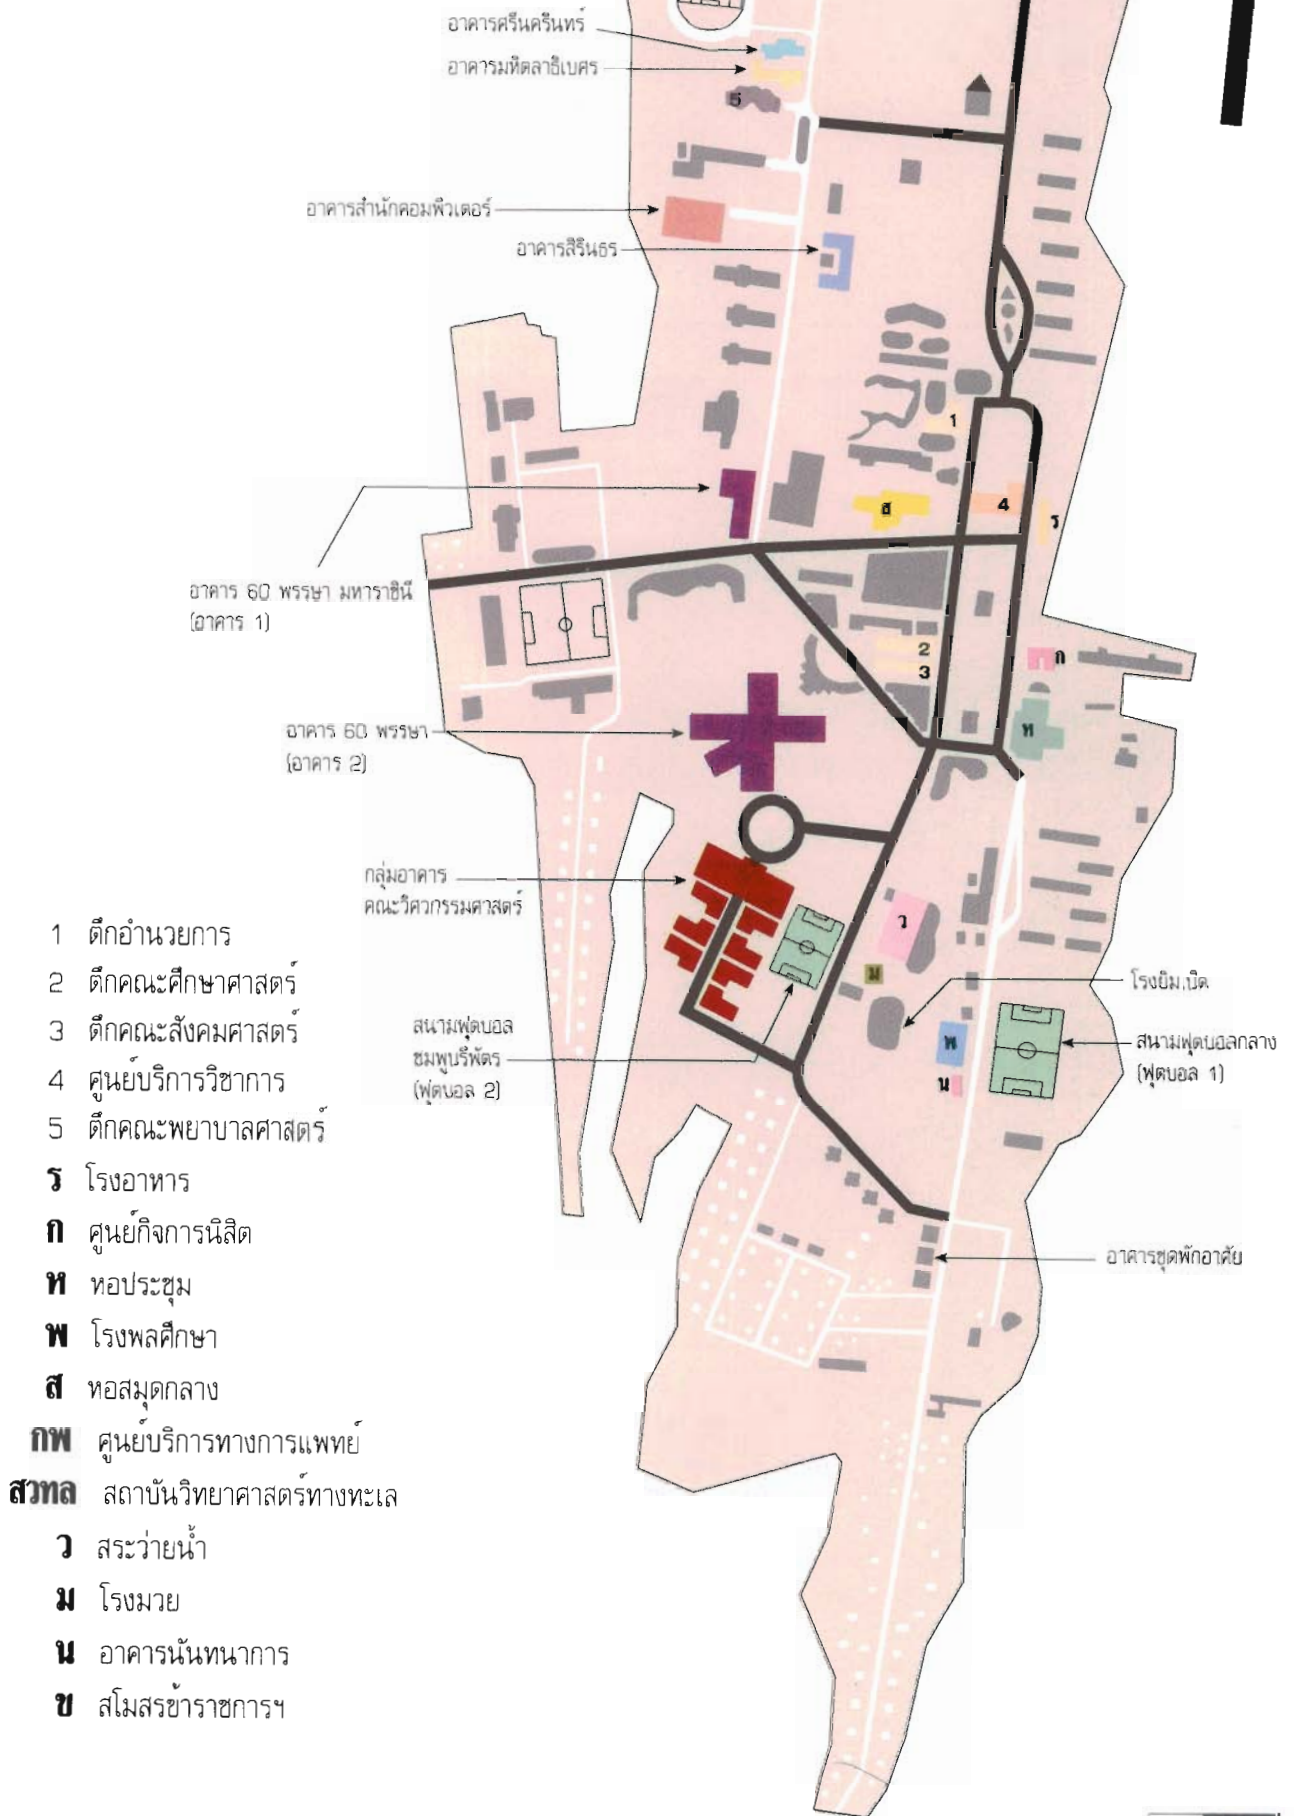 อาคารศรีนครินทร์
อาคารมหิตลาธิเบศร
5
อาคารสำนักคอมพิวเตอร์
อาคารสิรินธร
1
ส
4
ร
อาคาร 60 พรรษา มหาราชินี
(อาคาร 1)
2
3
ก
ห
อาคาร 60 พรรษา
(อาคาร 2)
กลุ่มอาคาร
คณะวิศวกรรมศาสตร์
ว
ม
โรงยิม.บิด
สนามฟุตบอล
ชมพูบริพัตร
(ฟุตบอล 2)
พ
น
สนามฟุตบอลกลาง
(ฟุตบอล 1)
อาคารชุดพักอาศัย
1 ตึกอำนวยการ
2 ตึกคณะศึกษาศาสตร์
3 ตึกคณะสังคมศาสตร์
4 ศูนย์บริการวิชาการ
5 ตึกคณะพยาบาลศาสตร์
ร โรงอาหาร
ก ศูนย์กิจการนิสิต
ห หอประชุม
พ โรงพลศึกษา
ส หอสมุดกลาง
กพ ศูนย์บริการทางการแพทย์
สวทล สถาบันวิทยาศาสตร์ทางทะเล
ว สระว่ายน้ำ
ม โรงมวย
น อาคารนันทนาการ
ข สโมสรข้าราชการฯ